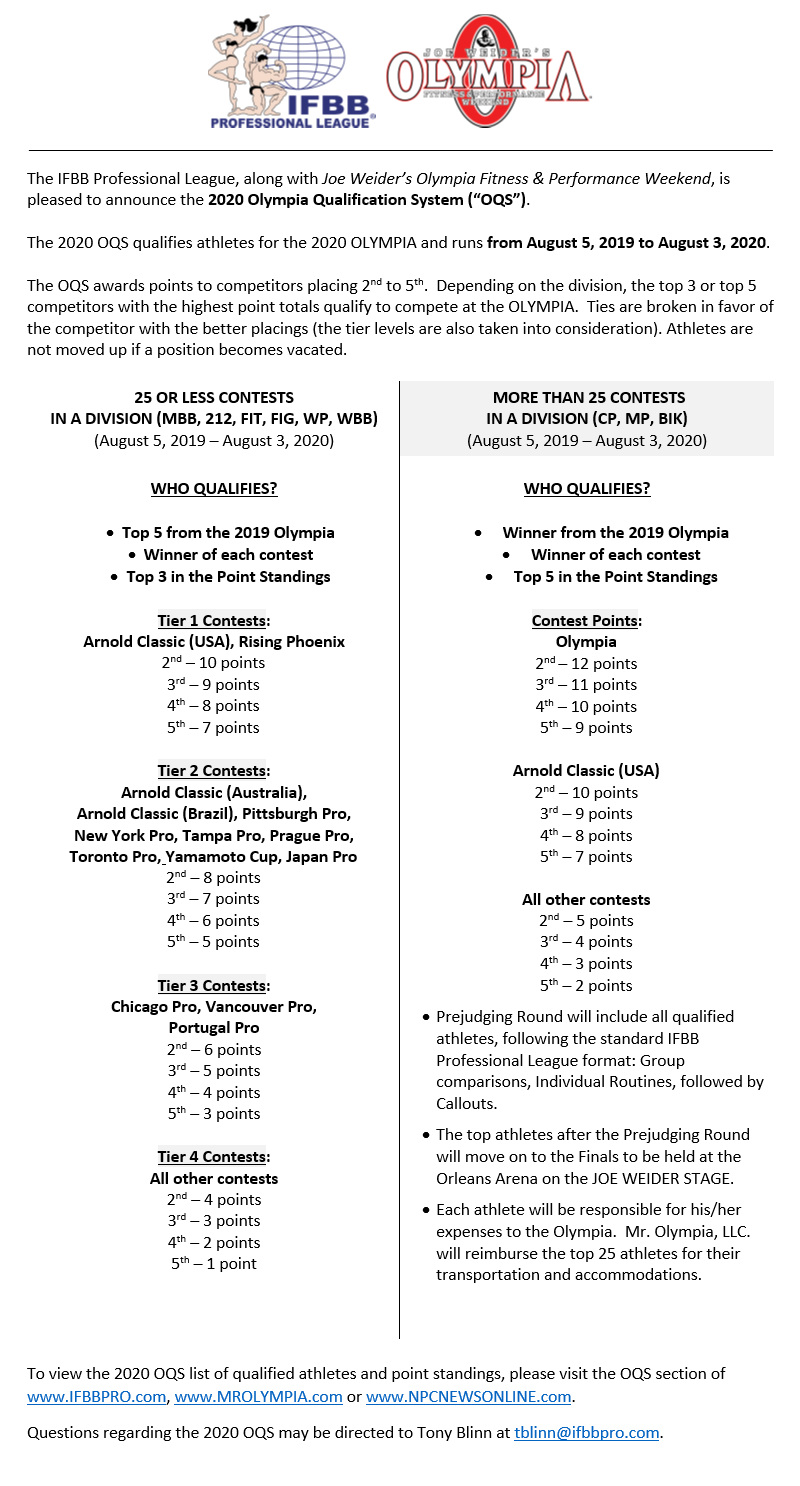 IFBB
PROFESSIONAL LEAGUE®
JOE WEIDER'S
OLYMPIA
FITNESS & PERFORMANCE
WEEKEND
The IFBB Professional League, along with Joe Weider's Olympia Fitness & Performance Weekend, is
pleased to announce the 2020 Olympia Qualification System ("OQS").
The 2020 OQS qualifies athletes for the 2020 OLYMPIA and runs from August 5, 2019 to August 3, 2020.
The OQS awards points to competitors placing 2nd to 5th.  Depending on the division, the top 3 or top 5
competitors with the highest point totals qualify to compete at the OLYMPIA.  Ties are broken in favor of
the competitor with the better placings (the tier levels are also taken into consideration). Athletes are
not moved up if a position becomes vacated.
25 OR LESS CONTESTS
IN A DIVISION (MBB, 212, FIT, FIG, WP, WBB)
(August 5, 2019 – August 3, 2020)
WHO QUALIFIES?
• Top 5 from the 2019 Olympia
• Winner of each contest
• Top 3 in the Point Standings
Tier 1 Contests:
Arnold Classic (USA), Rising Phoenix
2nd – 10 points
3rd – 9 points
4th – 8 points
5th – 7 points
Tier 2 Contests:
Arnold Classic (Australia),
Arnold Classic (Brazil), Pittsburgh Pro,
New York Pro, Tampa Pro, Prague Pro,
Toronto Pro, Yamamoto Cup, Japan Pro
2nd – 8 points
3rd – 7 points
4th – 6 points
5th – 5 points
Tier 3 Contests:
Chicago Pro, Vancouver Pro,
Portugal Pro
2nd – 6 points
3rd – 5 points
4th – 4 points
5th – 3 points
Tier 4 Contests:
All other contests
2nd – 4 points
3rd – 3 points
4th – 2 points
5th – 1 point
MORE THAN 25 CONTESTS
IN A DIVISION (CP, MP, BIK)
(August 5, 2019 – August 3, 2020)
WHO QUALIFIES?
• Winner from the 2019 Olympia
• Winner of each contest
• Top 5 in the Point Standings
Contest Points:
Olympia
2nd – 12 points
3rd – 11 points
4th – 10 points
5th – 9 points
Arnold Classic (USA)
2nd – 10 points
3rd – 9 points
4th – 8 points
5th – 7 points
All other contests
2nd – 5 points
3rd – 4 points
4th – 3 points
5th – 2 points
• Prejudging Round will include all qualified
athletes, following the standard IFBB
Professional League format: Group
comparisons, Individual Routines, followed by
Callouts.
• The top athletes after the Prejudging Round
will move on to the Finals to be held at the
Orleans Arena on the JOE WEIDER STAGE.
• Each athlete will be responsible for his/her
expenses to the Olympia.  Mr. Olympia, LLC.
will reimburse the top 25 athletes for their
transportation and accommodations.
To view the 2020 OQS list of qualified athletes and point standings, please visit the OQS section of
www.IFBBPRO.com, www.MROLYMPIA.com or www.NPCNEWSONLINE.com.
Questions regarding the 2020 OQS may be directed to Tony Blinn at tblinn@ifbbpro.com.